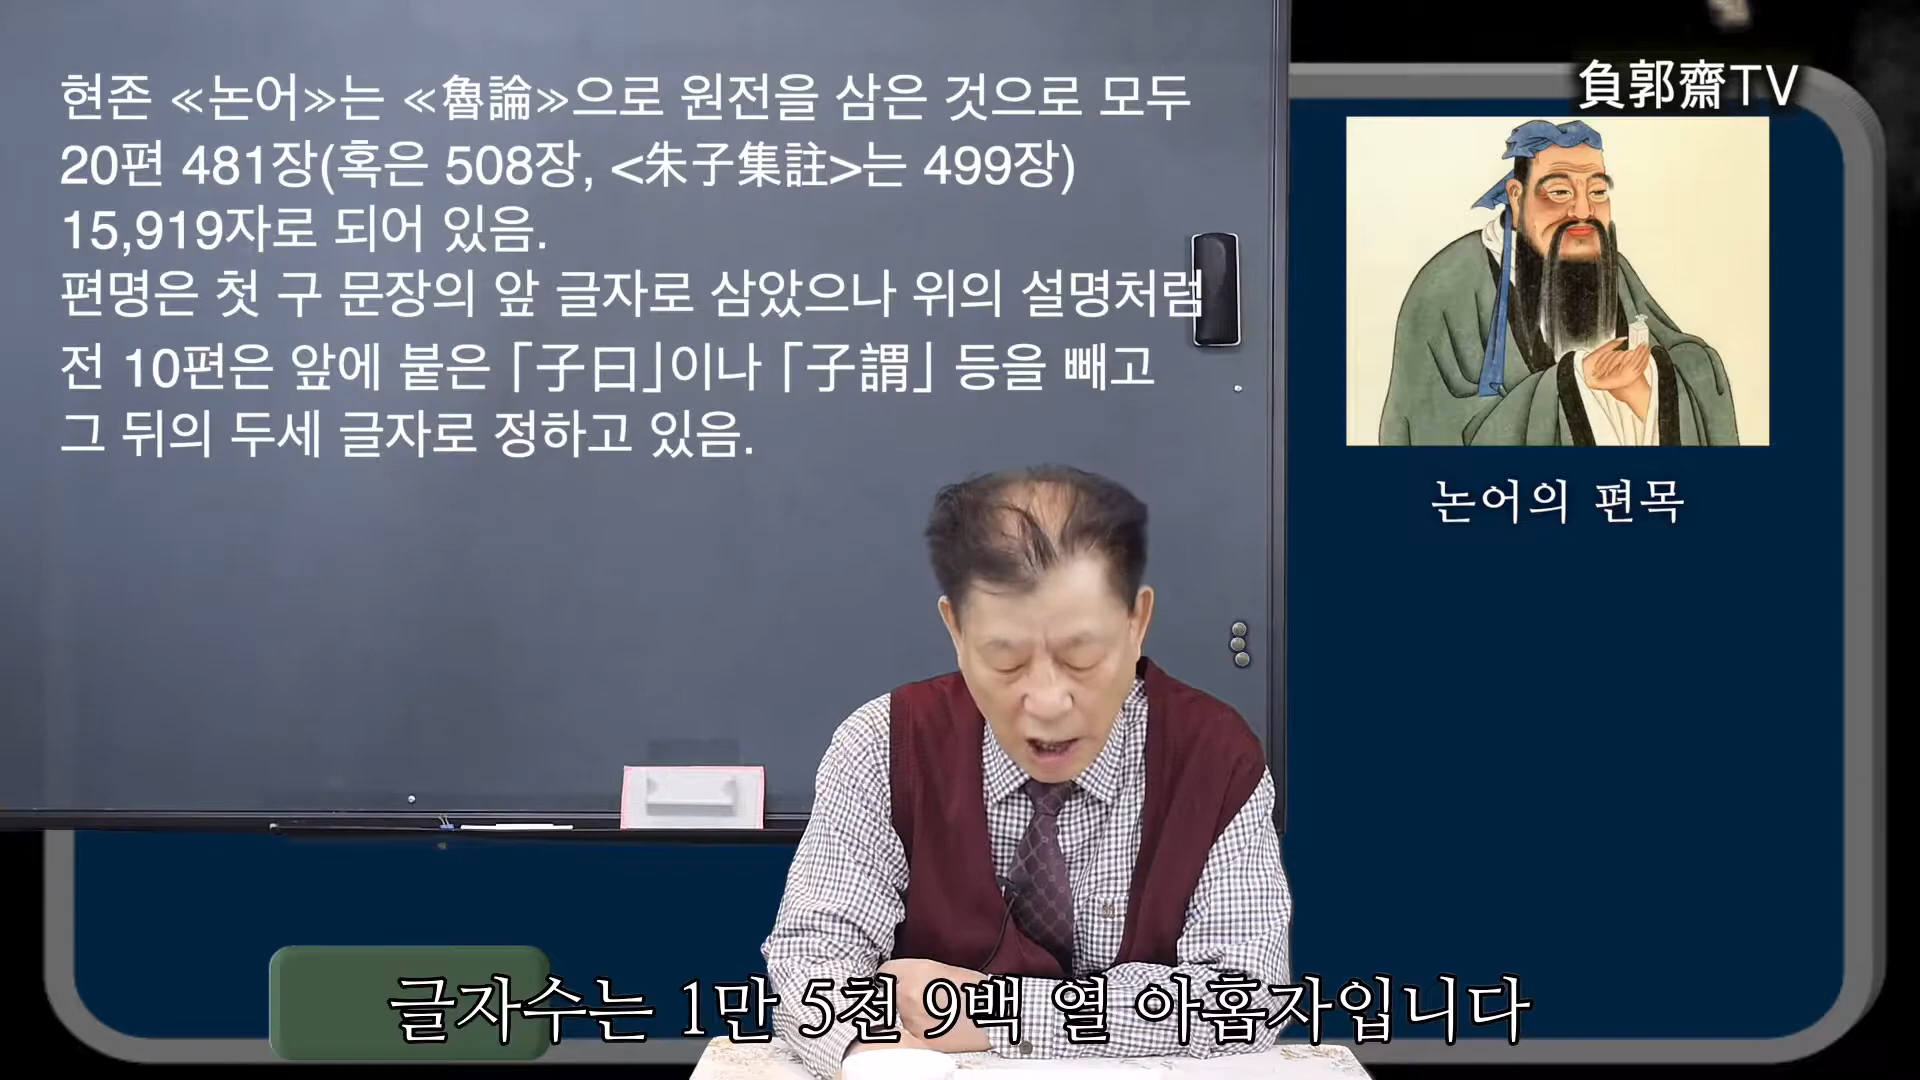 현존 ≪논어≫는 ≪魯論≫으로 원전을 삼은 것으로 모두
20편 481장(혹은 508장, <朱子集註>는 499장)
15,919자로 되어 있음.
편명은 첫 구 문장의 앞 글자로 삼았으나 위의 설명처럼
전 10편은 앞에 붙은 「子曰」이나 「子謂」 등을 빼고
그 뒤의 두세 글자로 정하고 있음.
負郭齋TV
논어의 편목
글자수는 1만 5천 9백 열 아홉자입니다